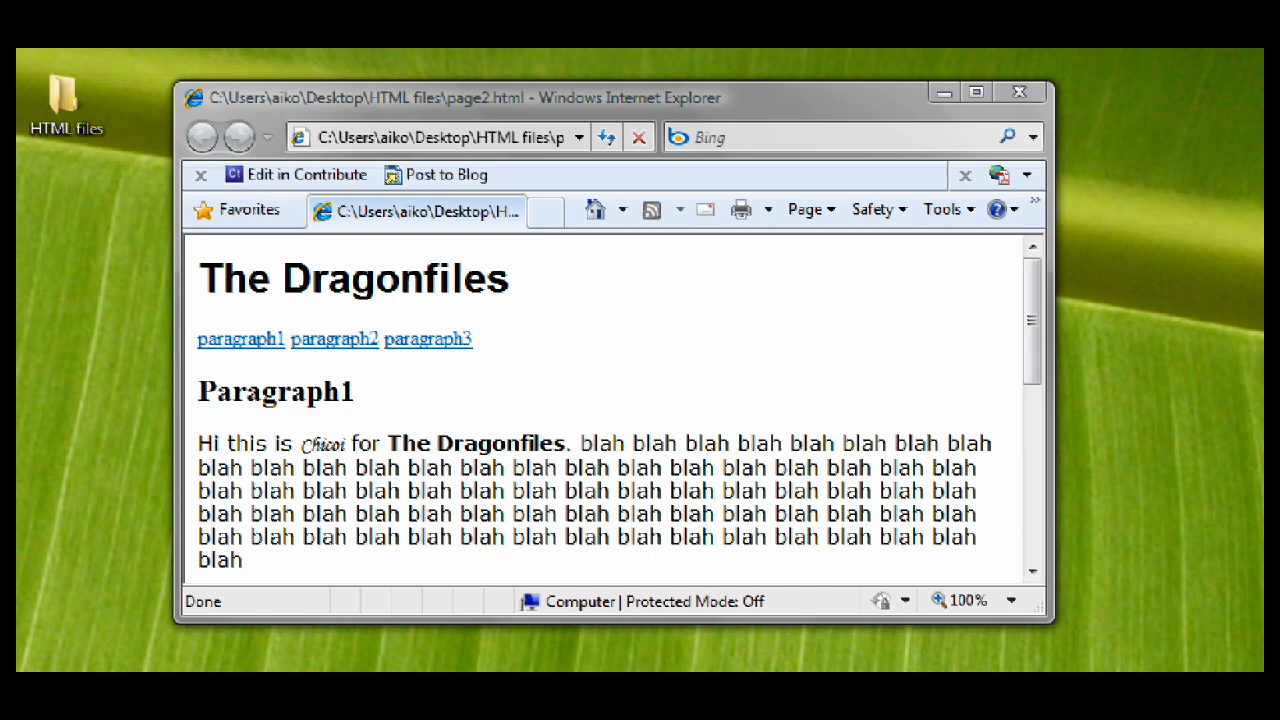 HTML files
C:\Users\aiko\Desktop\HTML files\page2.html - Windows Internet Explorer
C:\Users\aiko\Desktop\HTML files\p
Bing
Edit in Contribute Post to Blog
Favorites C:\Users\aiko\Desktop\H... Page Safety Tools
The Dragonfiles
paragraph1 paragraph2 paragraph3
Paragraph1
Hi this is Chicoi for The Dragonfiles. blah blah blah blah blah blah blah blah
blah blah blah blah blah blah blah blah blah blah blah blah blah blah blah
blah blah blah blah blah blah blah blah blah blah blah blah blah blah blah
blah blah blah blah blah blah blah blah blah blah blah blah blah blah blah
blah blah blah blah blah blah blah blah blah blah blah blah blah blah blah
blah
Done Computer | Protected Mode: Off 100%